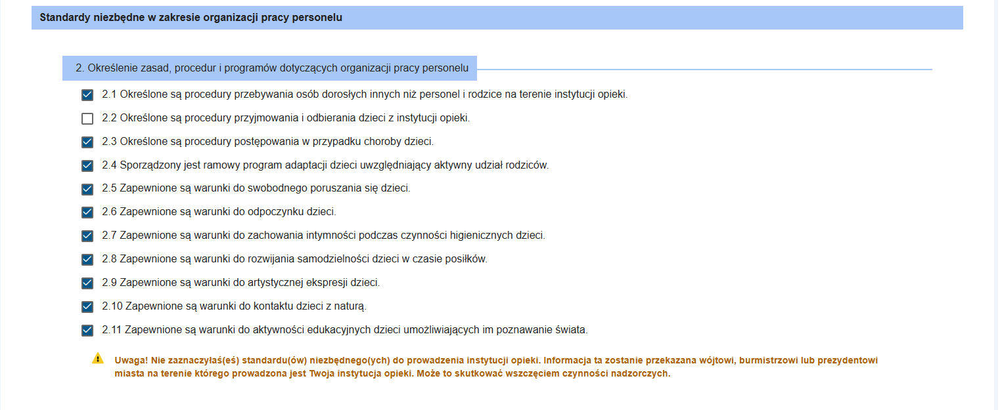 Standardy niezbędne w zakresie organizacji pracy personelu
2. Określenie zasad, procedur i programów dotyczących organizacji pracy personelu
2.1 Określone są procedury przebywania osób dorosłych innych niż personel i rodzice na terenie instytucji opieki.
2.2 Określone są procedury przyjmowania i odbierania dzieci z instytucji opieki.
2.3 Określone są procedury postępowania w przypadku choroby dzieci.
2.4 Sporządzony jest ramowy program adaptacji dzieci uwzględniający aktywny udział rodziców.
2.5 Zapewnione są warunki do swobodnego poruszania się dzieci.
2.6 Zapewnione są warunki do odpoczynku dzieci.
2.7 Zapewnione są warunki do zachowania intymności podczas czynności higienicznych dzieci.
2.8 Zapewnione są warunki do rozwijania samodzielności dzieci w czasie posiłków.
2.9 Zapewnione są warunki do artystycznej ekspresji dzieci.
2.10 Zapewnione są warunki do kontaktu dzieci z naturą.
2.11 Zapewnione są warunki do aktywności edukacyjnych dzieci umożliwiających im poznawanie świata.
Uwaga! Nie zaznaczyłaś(eś) standardu(ów) niezbędnego(ych) do prowadzenia instytucji opieki. Informacja ta zostanie przekazana wójtowi, burmistrzowi lub prezydentowi
miasta na terenie którego prowadzona jest Twoja instytucja opieki. Może to skutkować wszczęciem czynności nadzorczych.